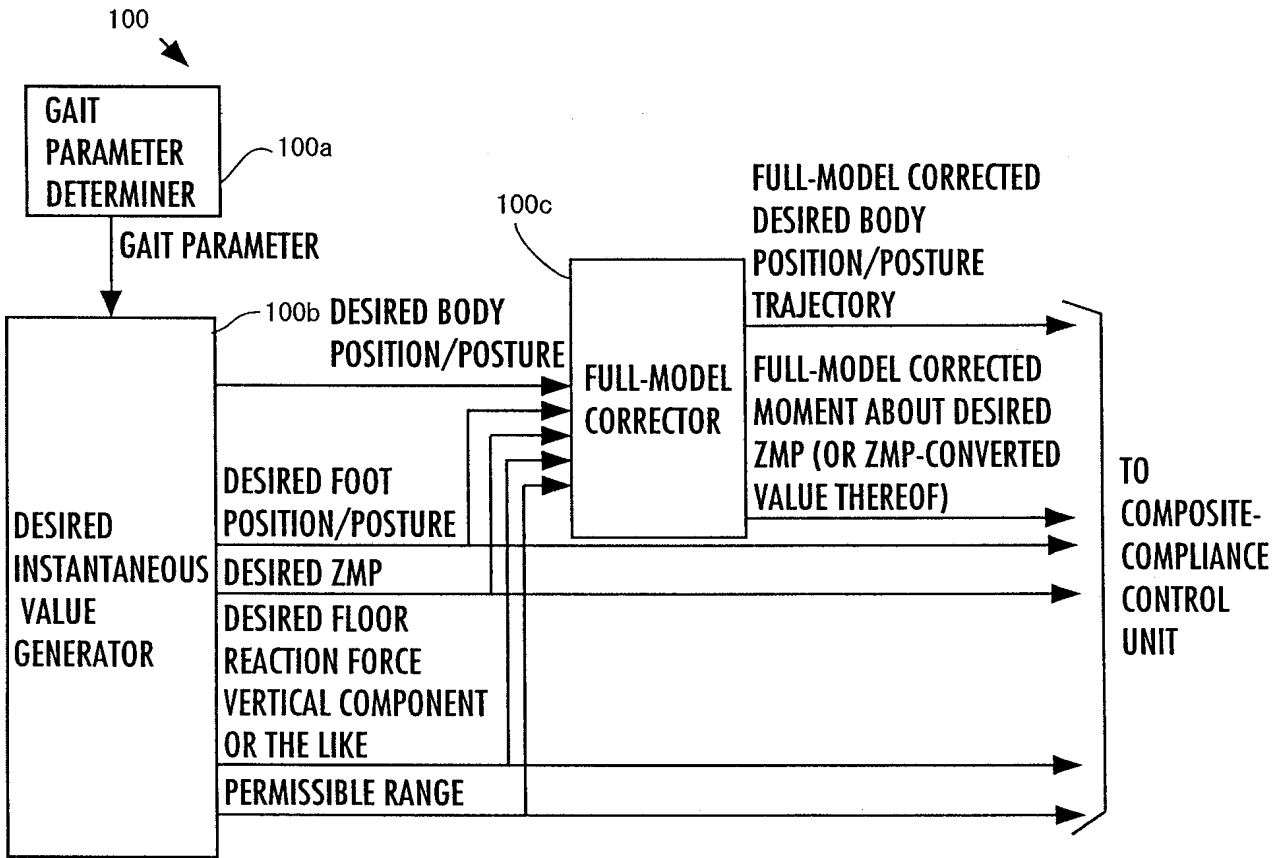 100
GAIT
PARAMETER
DETERMINER
100a
GAIT PARAMETER
100b
DESIRED BODY
POSITION/POSTURE
100c
FULL-MODEL
CORRECTOR
FULL-MODEL CORRECTED
DESIRED BODY
POSITION/POSTURE
TRAJECTORY
FULL-MODEL CORRECTED
MOMENT ABOUT DESIRED
ZMP (OR ZMP-CONVERTED
VALUE THEREOF)
DESIRED
INSTANTANEOUS
VALUE
GENERATOR
DESIRED FOOT
POSITION/POSTURE
DESIRED ZMP
DESIRED FLOOR
REACTION FORCE
VERTICAL COMPONENT
OR THE LIKE
PERMISSIBLE RANGE
TO
COMPOSITE-
COMPLIANCE
CONTROL
UNIT